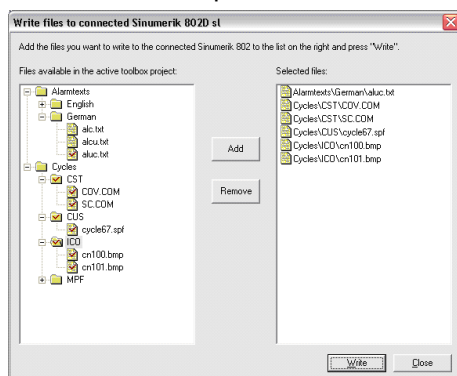 Write files to connected Sinumerik 802D sl
Add the files you want to write to the connected Sinumerik 802 to the list on the right and press "Write".
Files available in the active toolbox project:
Alarmtexts
English
German
alc.txt
alcu.txt
aluc.txt
Cycles
CST
COV.COM
SC.COM
CUS
cycle67.spf
ICO
cn100.bmp
cn101.bmp
MPF
Add
Remove
Selected files:
Alarmtexts\German\aluc.txt
Cycles\CST\COV.COM
Cycles\CST\SC.COM
Cycles\CUS\cycle67.spf
Cycles\ICO\cn100.bmp
Cycles\ICO\cn101.bmp
Write
Close